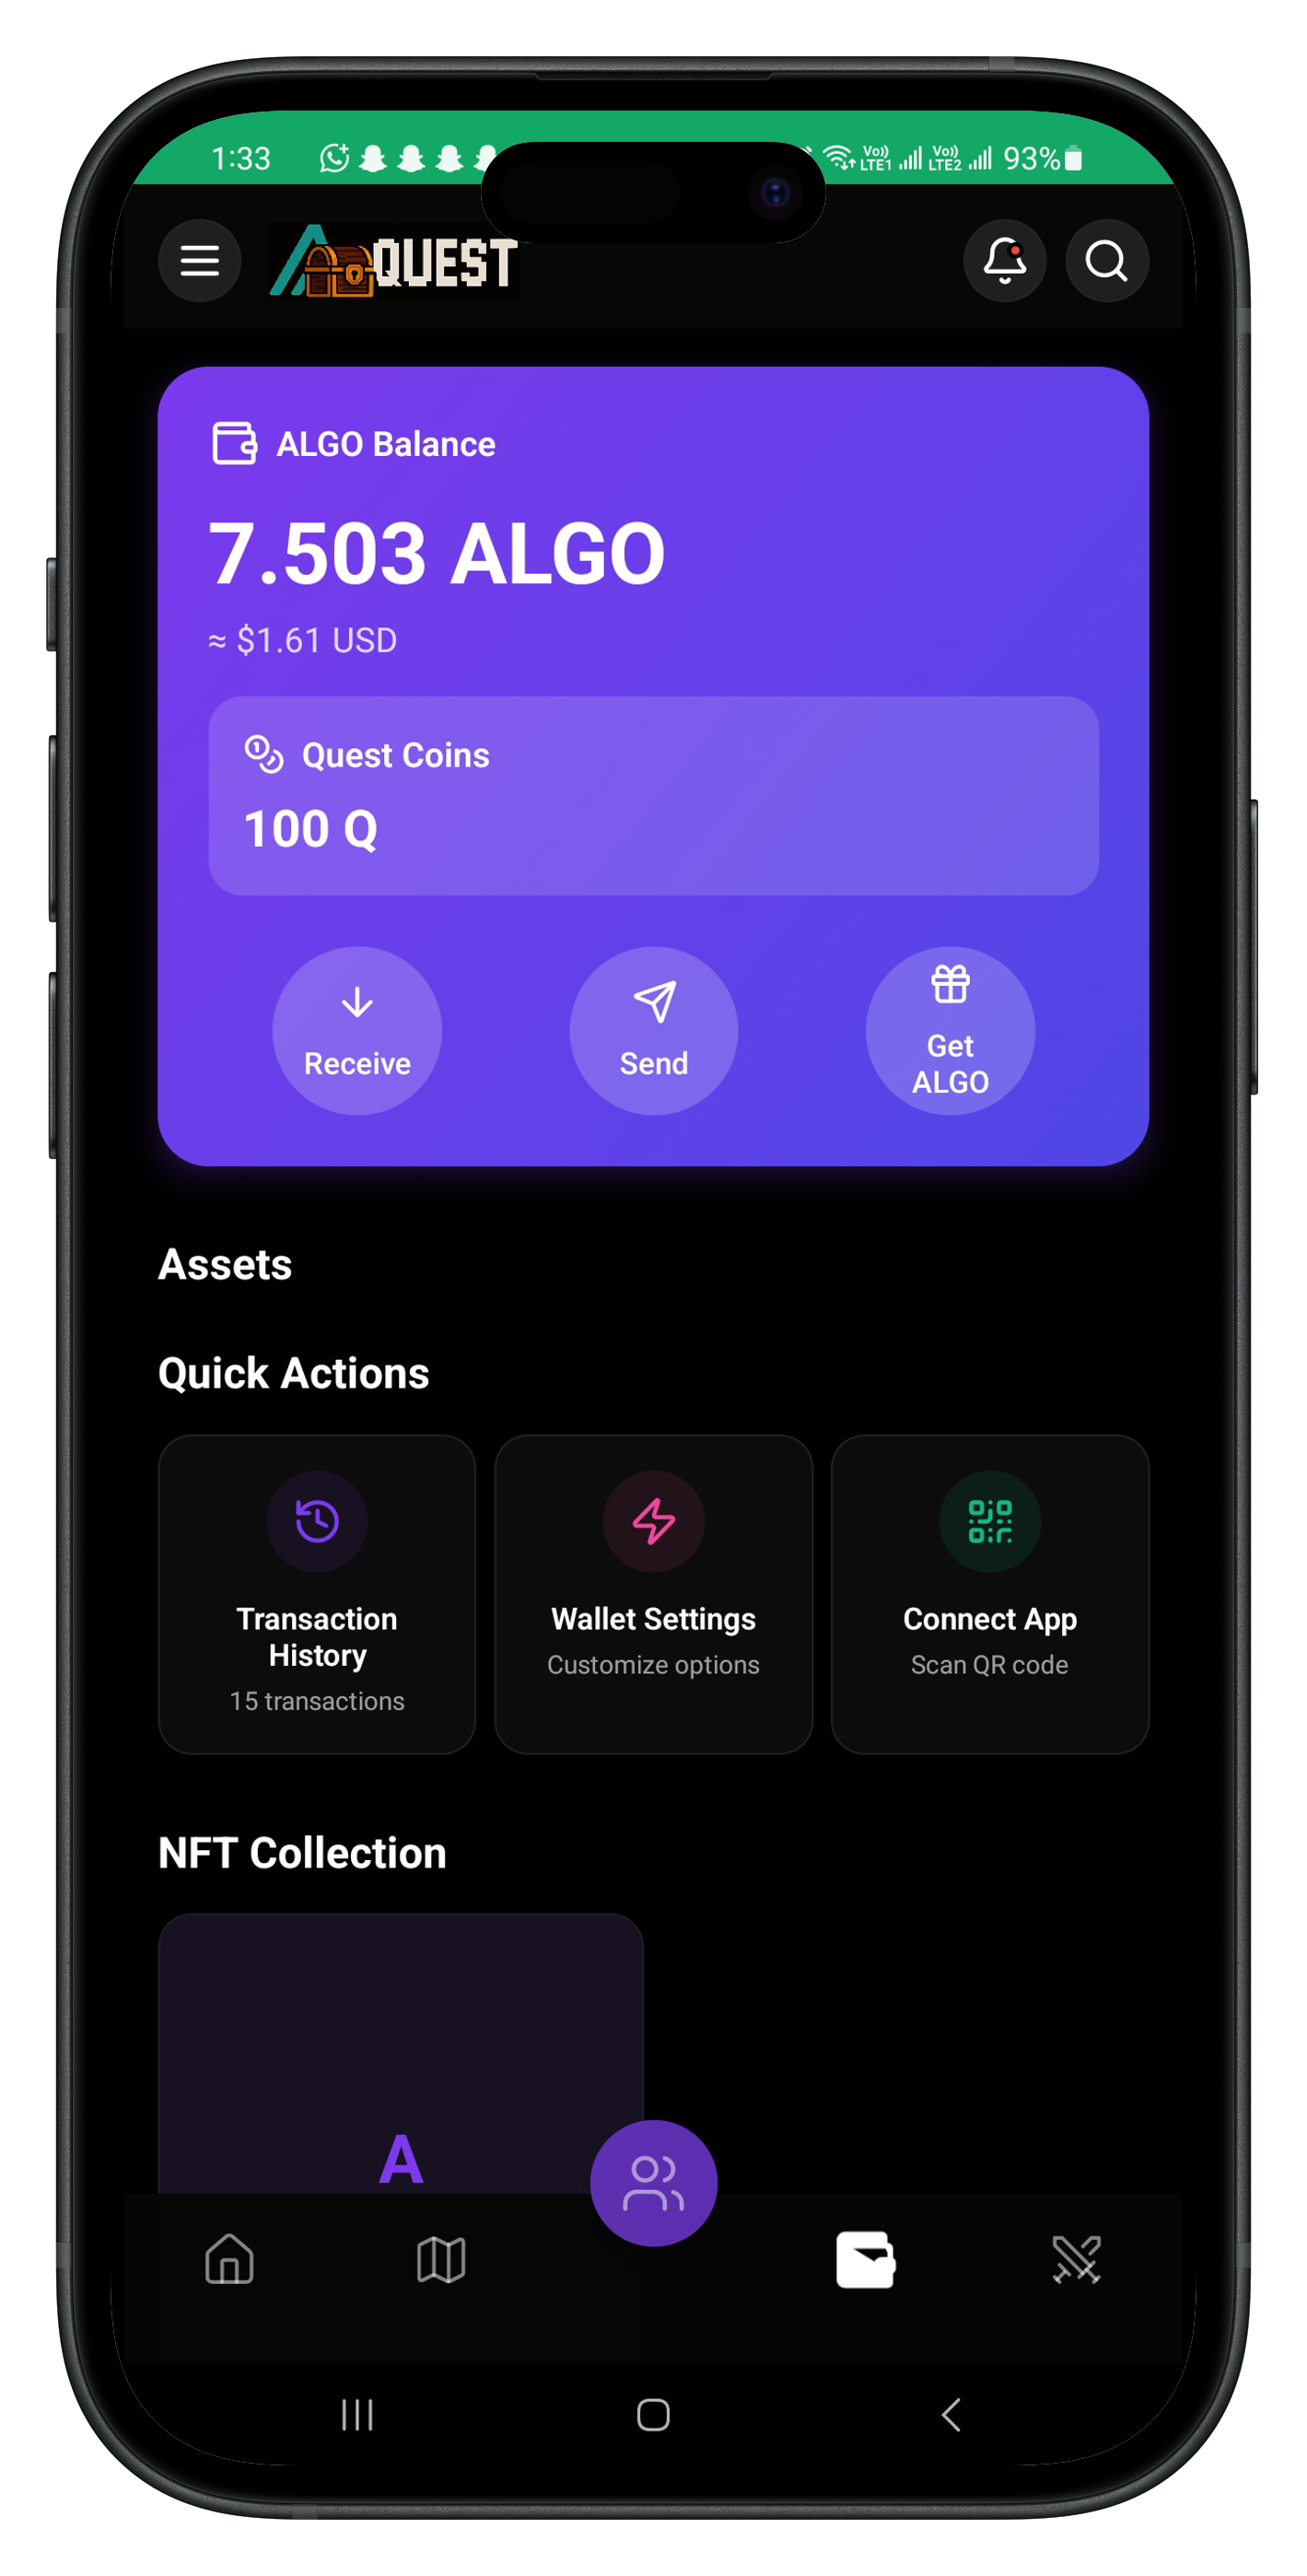 1:33
Vo)) LTE1 Vo)) LTE2 93%
QUEST
ALGO Balance
7.503 ALGO
≈ $1.61 USD
Quest Coins
100 Q
Receive
Send
Get
ALGO
Assets
Quick Actions
Transaction
History
15 transactions
Wallet Settings
Customize options
Connect App
Scan QR code
NFT Collection
A